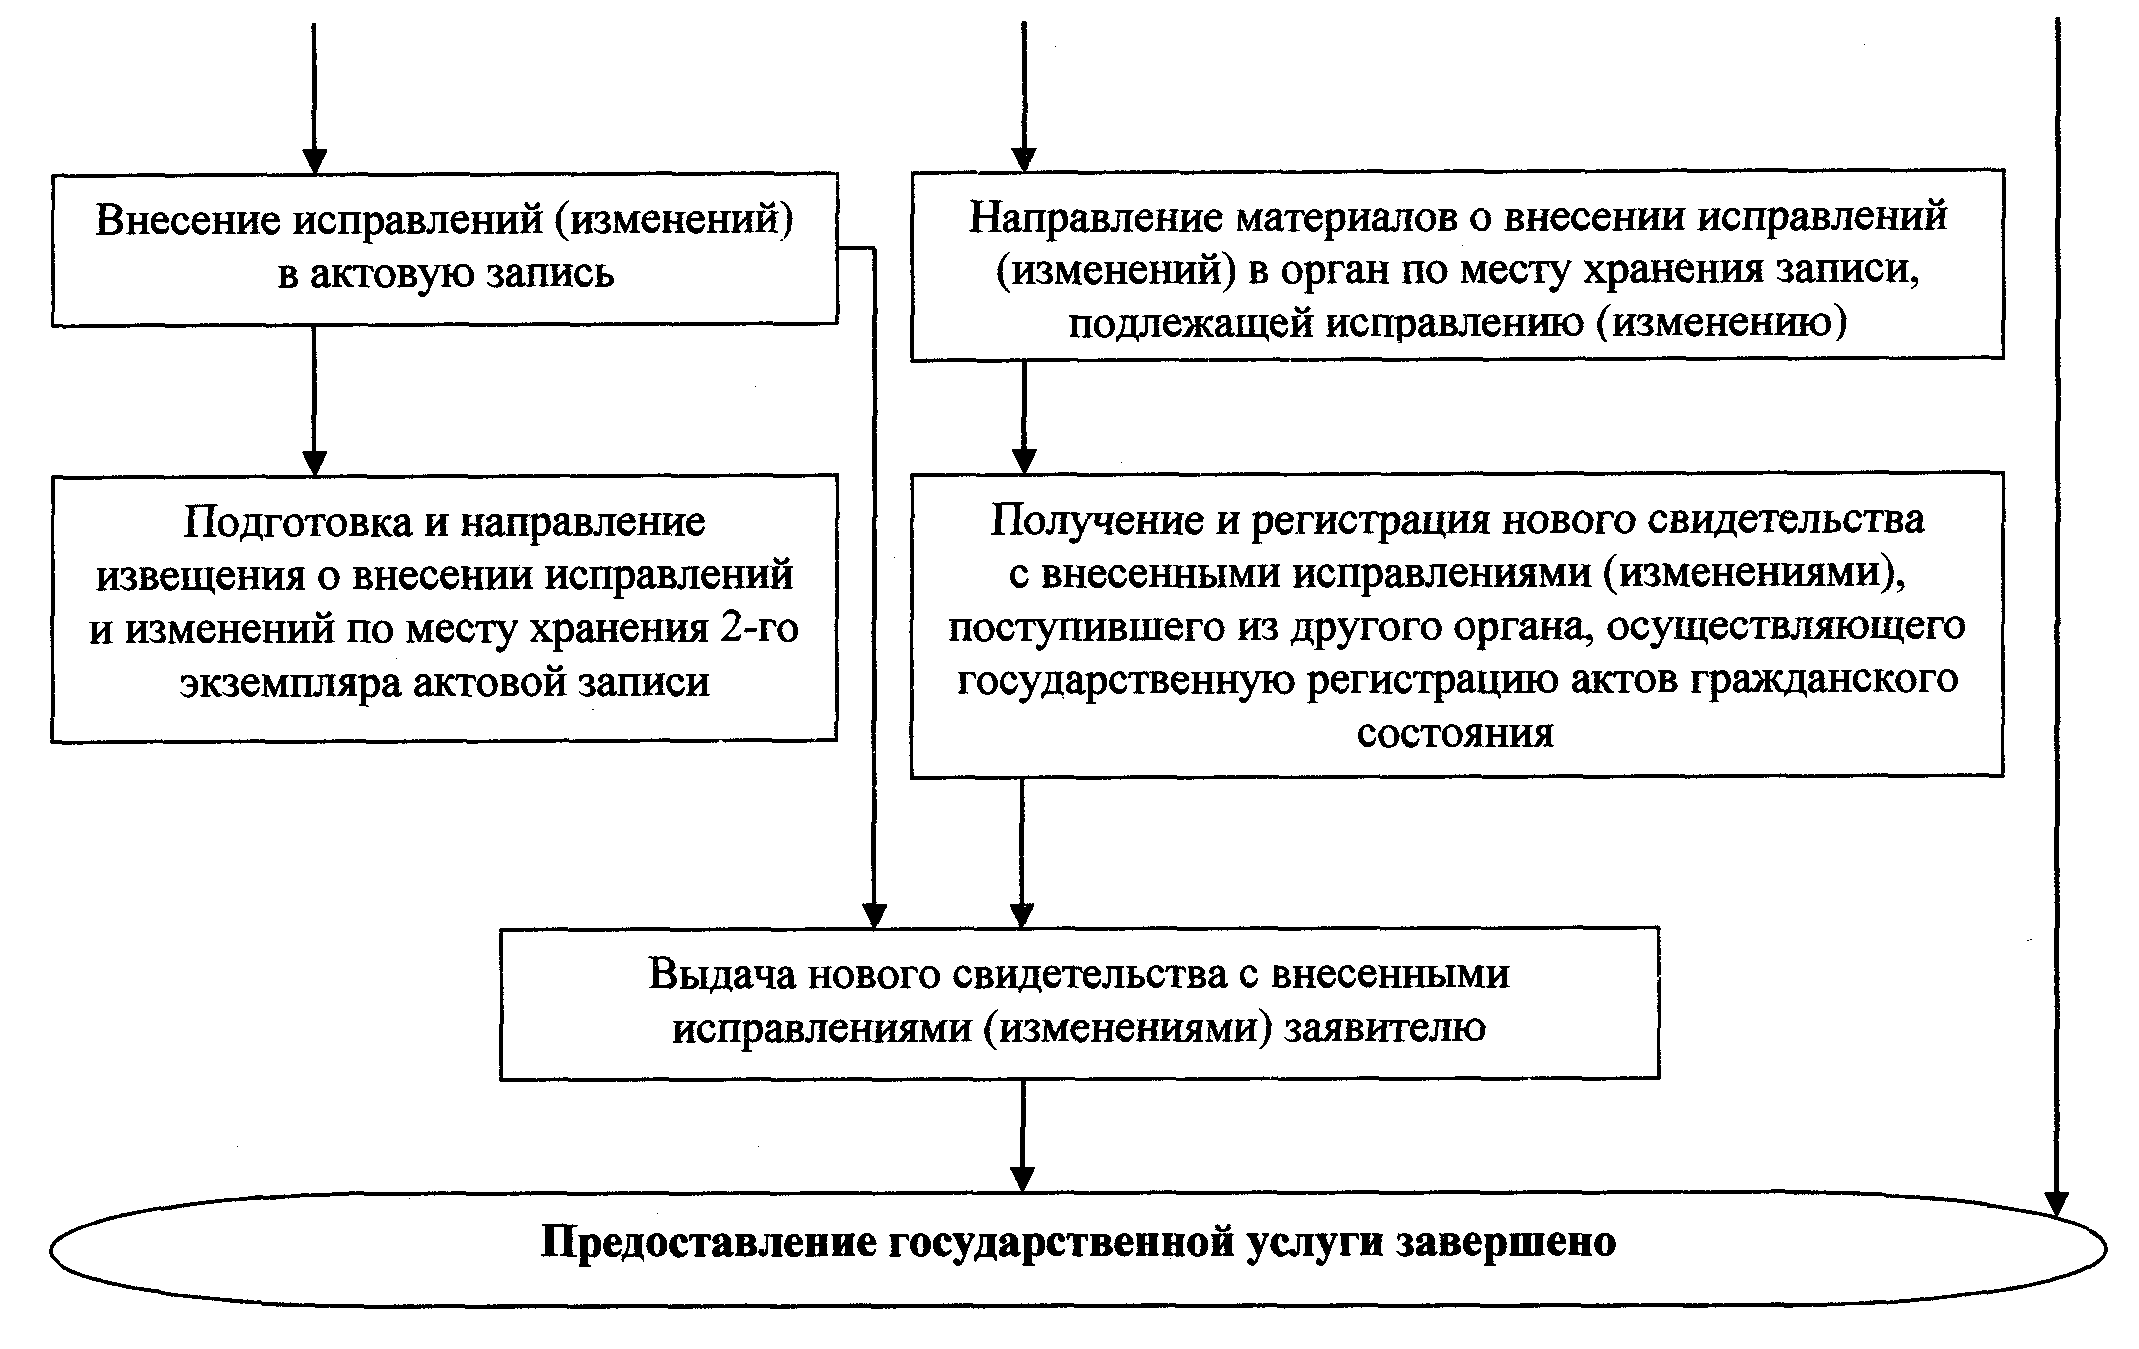 Внесение исправлений (изменений)
в актовую запись
Направление материалов о внесении исправлений
(изменений) в орган по месту хранения записи,
подлежащей исправлению (изменению)
Подготовка и направление
извещения о внесении исправлений
и изменений по месту хранения 2-го
экземпляра актовой записи
Получение и регистрация нового свидетельства
с внесенными исправлениями (изменениями),
поступившего из другого органа, осуществляющего
государственную регистрацию актов гражданского
состояния
Выдача нового свидетельства с внесенными
исправлениями (изменениями) заявителю
Предоставление государственной услуги завершено